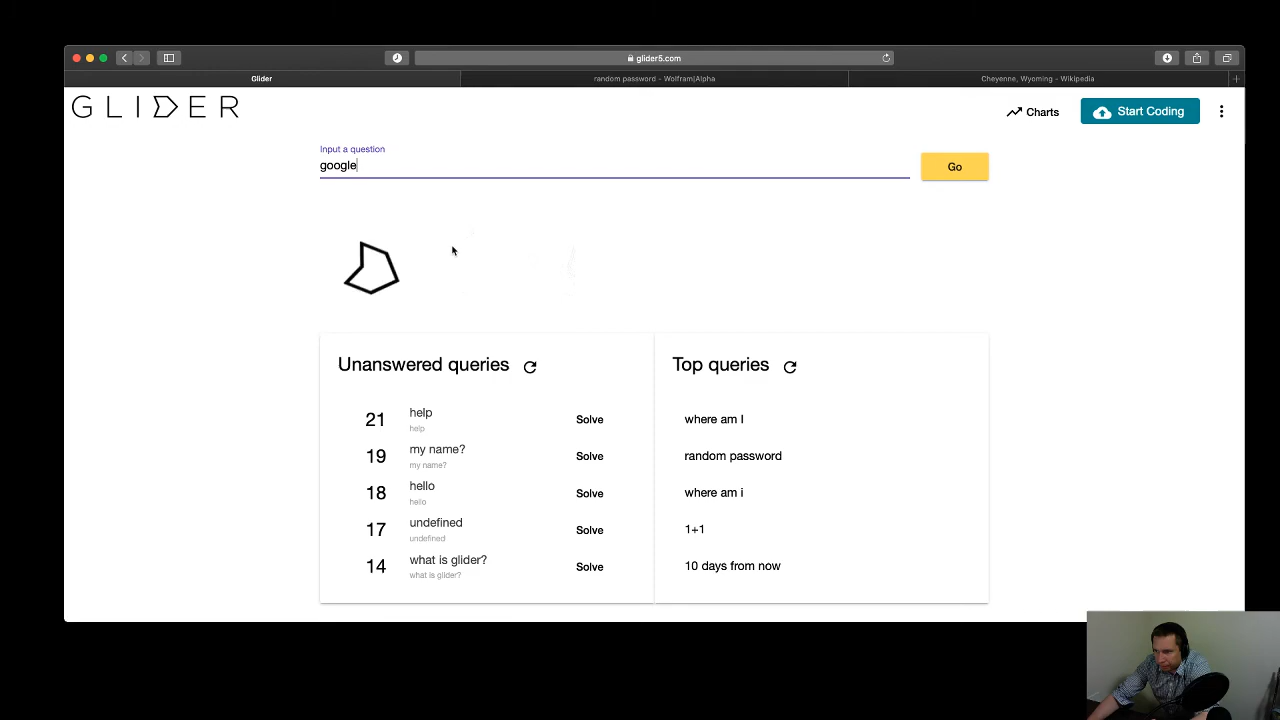 glider5.com
Glider
random password - Wolfram|Alpha
Cheyenne, Wyoming - Wikipedia
GLIDER
Charts
Start Coding
Input a question
google
Go
Unanswered queries
Top queries
21
help
help
Solve
where am I
19
my name?
my name?
Solve
random password
18
hello
hello
Solve
where am i
17
undefined
undefined
Solve
1+1
14
what is glider?
what is glider?
Solve
10 days from now